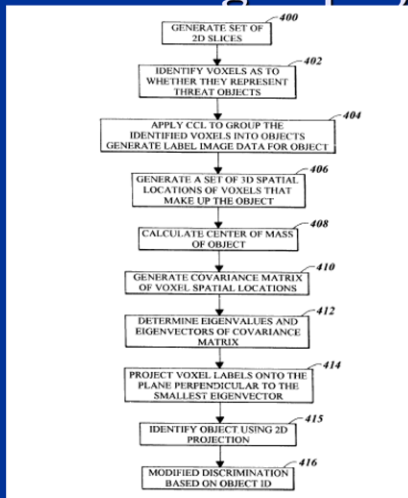 400
GENERATE SET OF
2D SLICES
402
IDENTIFY VOXELS AS TO
WHETHER THEY REPRESENT
THREAT OBJECTS
404
APPLY CCL TO GROUP THE
IDENTIFIED VOXELS INTO OBJECTS
GENERATE LABEL IMAGE DATA FOR OBJECT
406
GENERATE A SET OF 3D SPATIAL
LOCATIONS OF VOXELS THAT
MAKE UP THE OBJECT
408
CALCULATE CENTER OF MASS
OF OBJECT
410
GENERATE COVARIANCE MATRIX
OF VOXEL SPATIAL LOCATIONS
412
DETERMINE EIGENVALUES AND
EIGENVECTORS OF COVARIANCE
MATRIX
414
PROJECT VOXEL LABELS ONTO THE
PLANE PERPENDICULAR TO THE
SMALLEST EIGENVECTOR
415
IDENTIFY OBJECT USING 2D
PROJECTION
416
MODIFIED DISCRIMINATION
BASED ON OBJECT ID